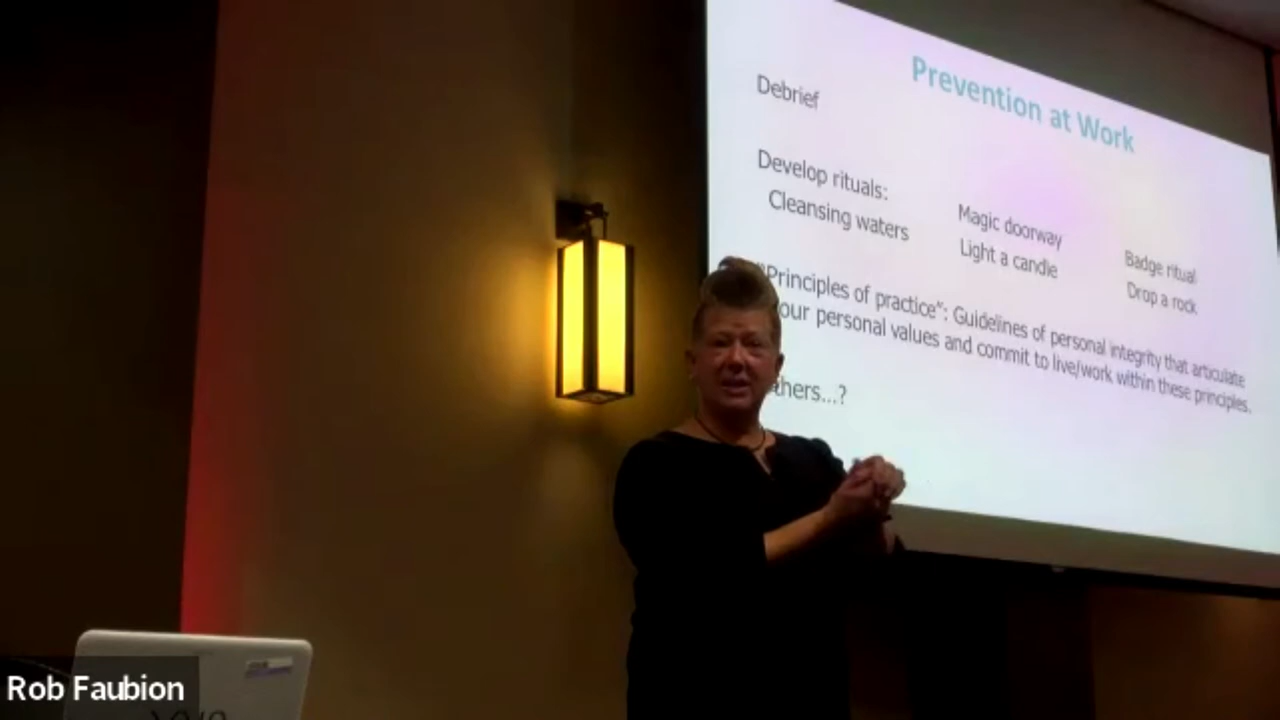 Prevention at Work
Debrief
Develop rituals:
Cleansing waters
Magic doorway
Light a candle
Badge ritual
Drop a rock
"Principles of practice": Guidelines of personal integrity that articulate
our personal values and commit to live/work within these principles.
thers...?
Rob Faubion